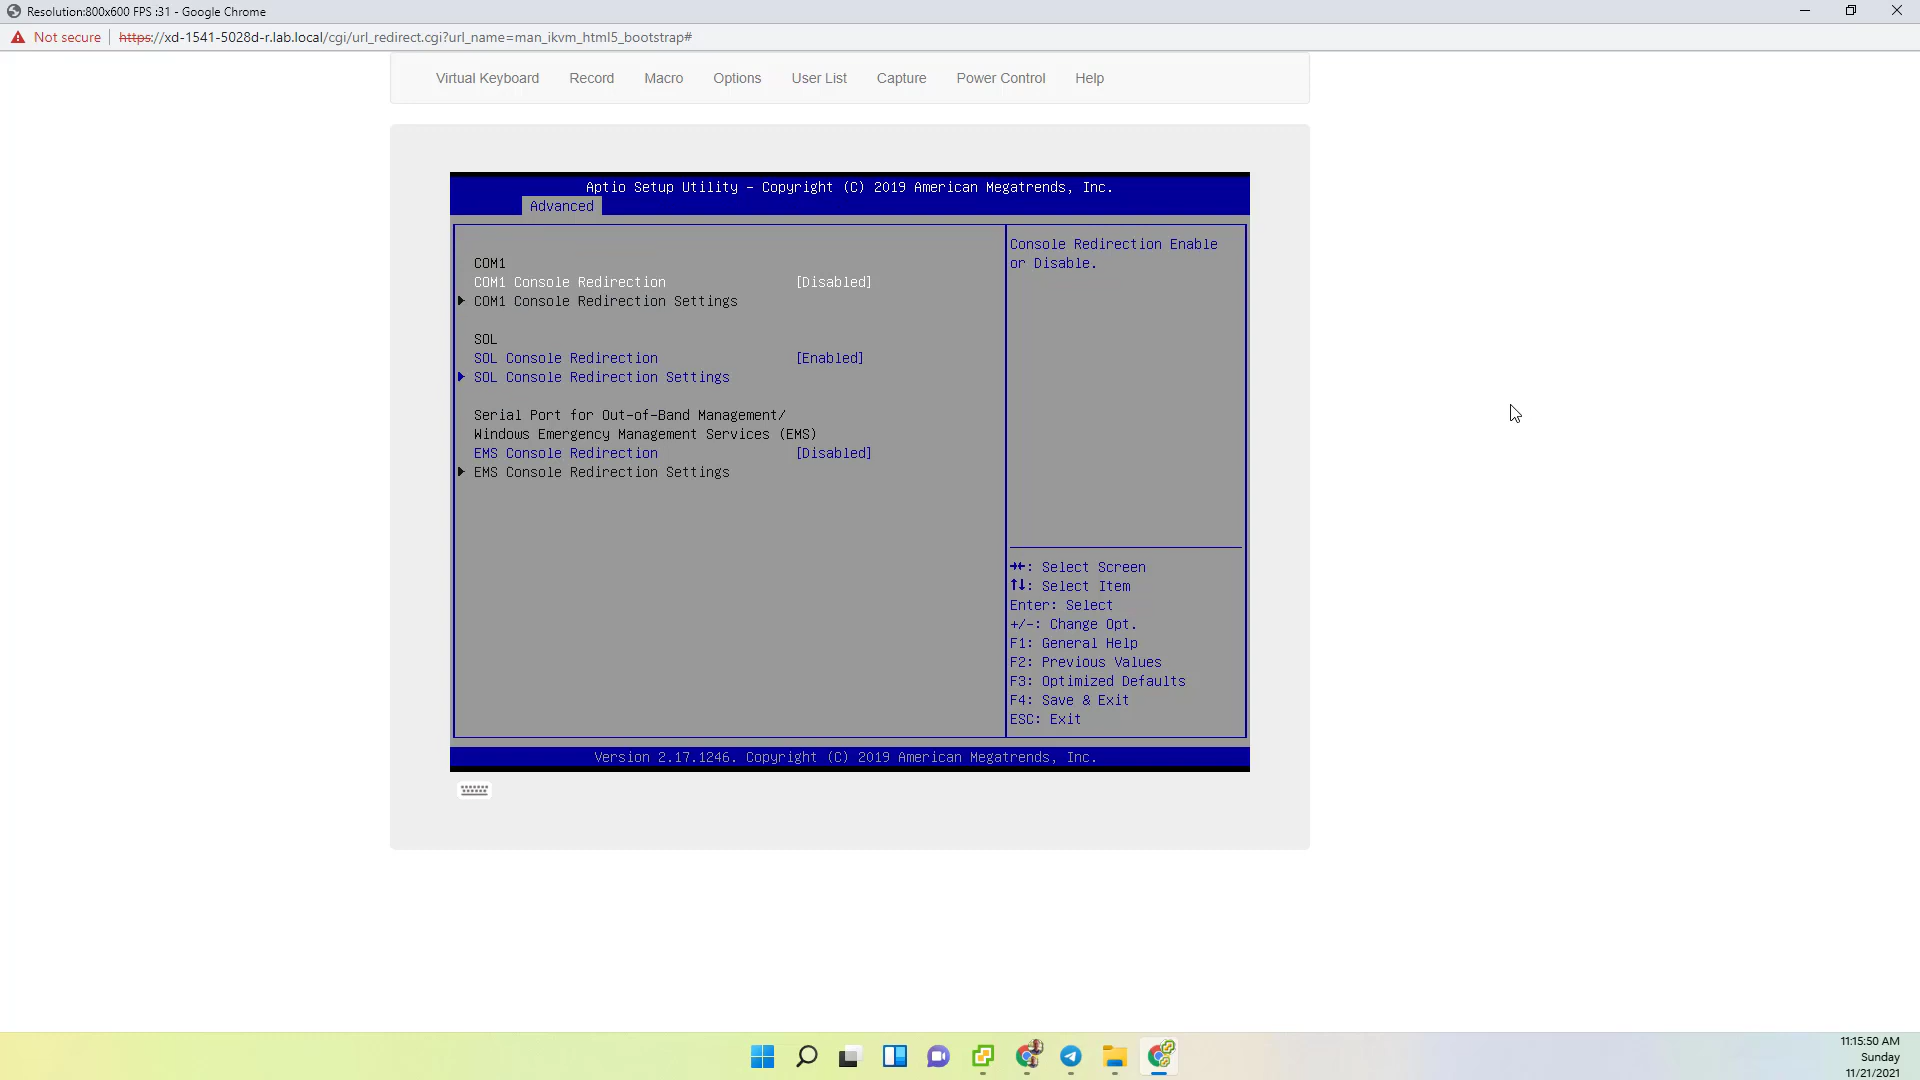 Resolution:800x600 FPS :31 - Google Chrome
Not secure
https://xd-1541-5028d-r.lab.local/cgi/url_redirect.cgi?url_name=man_ikvm_html5_bootstrap#
Virtual Keyboard Record Macro Options User List Capture Power Control Help
Aptio Setup Utility - Copyright (C) 2019 American Megatrends, Inc.
Advanced
COM1
COM1 Console Redirection [Disabled]
COM1 Console Redirection Settings
SOL
SOL Console Redirection [Enabled]
SOL Console Redirection Settings
Serial Port for Out-of-Band Management/
Windows Emergency Management Services (EMS)
EMS Console Redirection [Disabled]
EMS Console Redirection Settings
Console Redirection Enable
or Disable.
→←: Select Screen
↑↓: Select Item
Enter: Select
+/-: Change Opt.
F1: General Help
F2: Previous Values
F3: Optimized Defaults
F4: Save & Exit
ESC: Exit
Version 2.17.1246. Copyright (C) 2019 American Megatrends, Inc.
11:15:50 AM
Sunday
11/21/2021